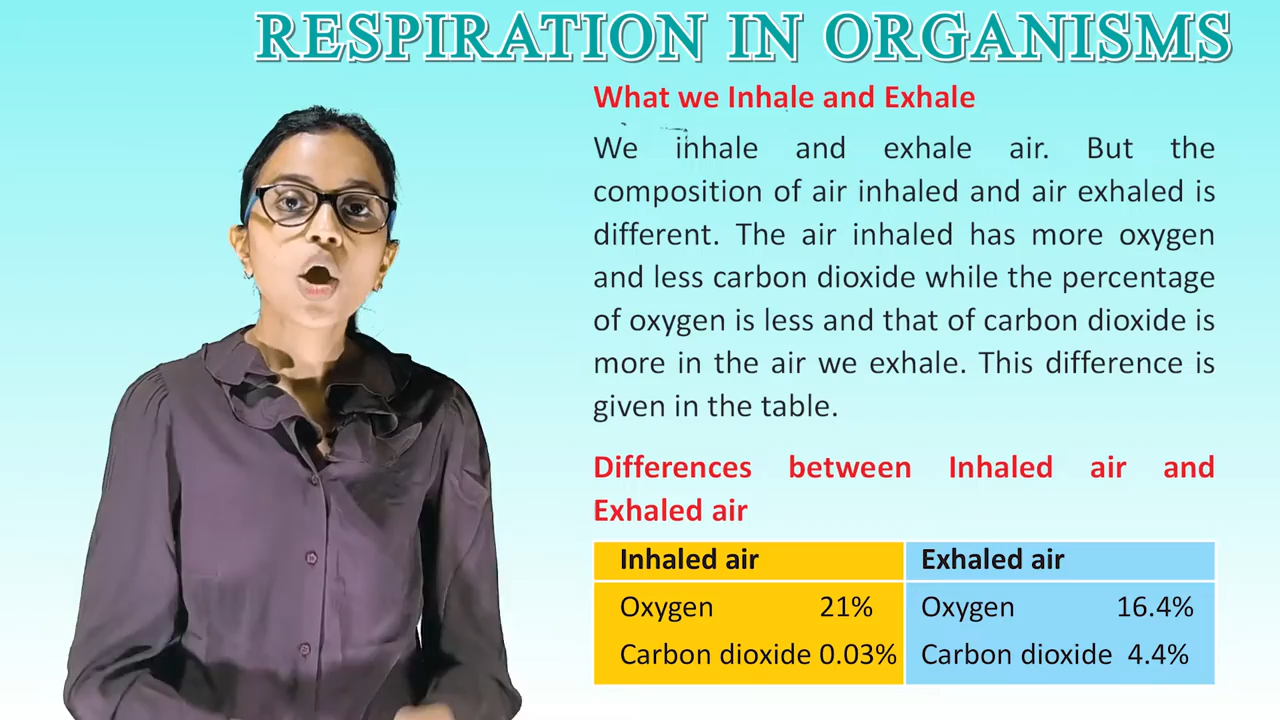 RESPIRATION IN ORGANISMS
What we Inhale and Exhale
We inhale and exhale air. But the
composition of air inhaled and air exhaled is
different. The air inhaled has more oxygen
and less carbon dioxide while the percentage
of oxygen is less and that of carbon dioxide is
more in the air we exhale. This difference is
given in the table.
Differences between Inhaled air and
Exhaled air
Inhaled air Exhaled air
Oxygen 21% Oxygen 16.4%
Carbon dioxide 0.03% Carbon dioxide 4.4%